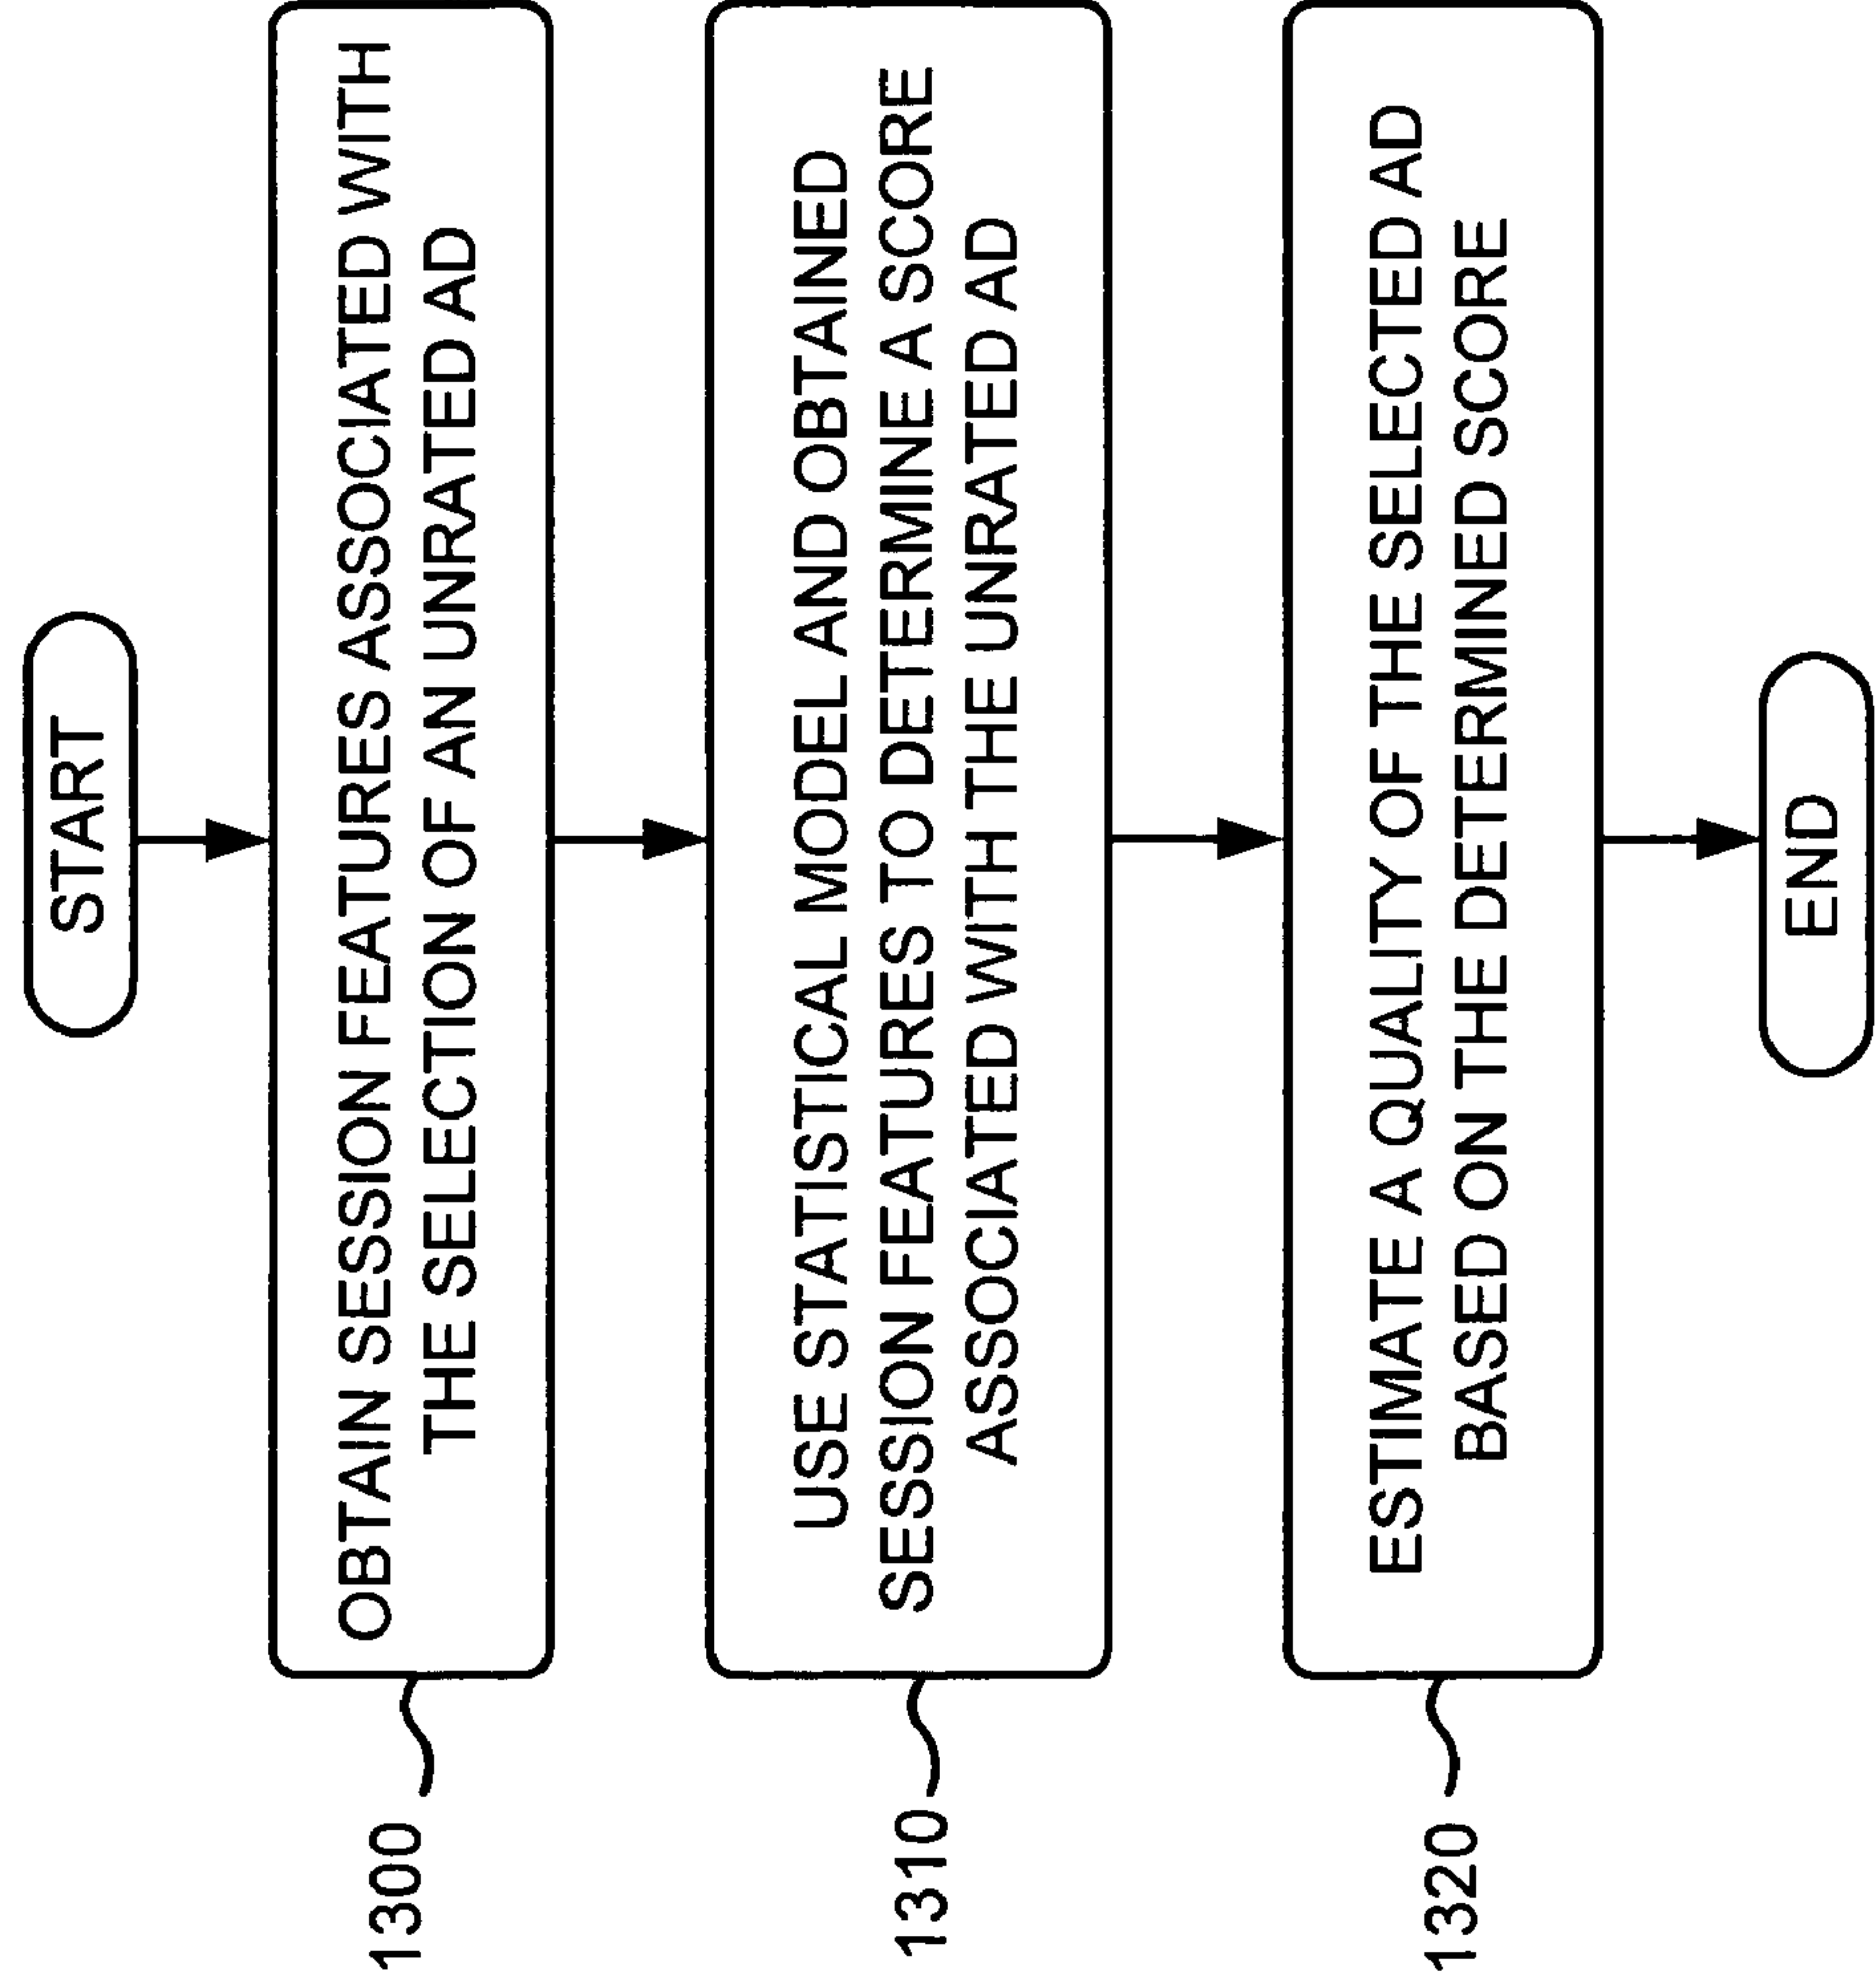 START
OBTAIN SESSION FEATURES ASSOCIATED WITH
THE SELECTION OF AN UNRATED AD
1300
USE STATISTICAL MODEL AND OBTAINED
SESSION FEATURES TO DETERMINE A SCORE
ASSOCIATED WITH THE UNRATED AD
1310
ESTIMATE A QUALITY OF THE SELECTED AD
BASED ON THE DETERMINED SCORE
1320
END